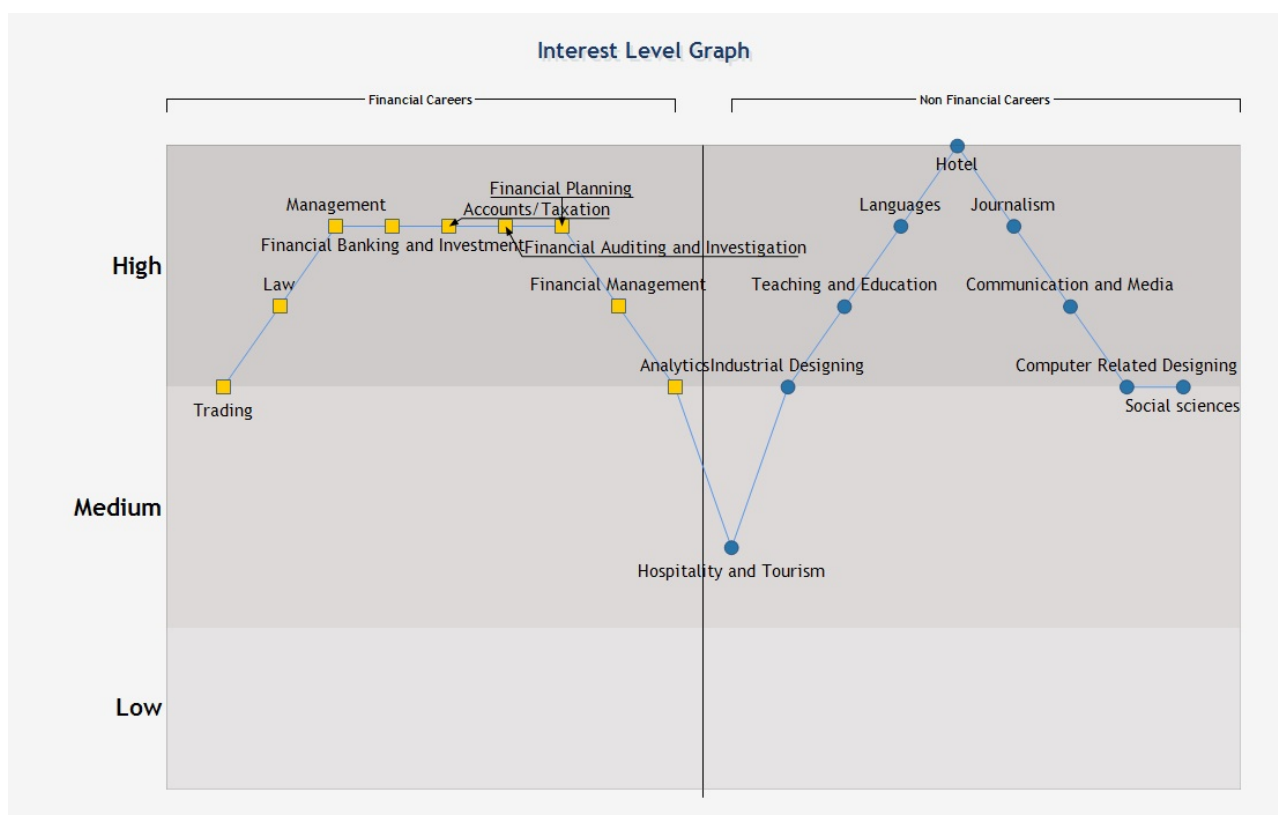 Interest Level Graph
Financial Careers
Non Financial Careers
Hotel
Financial Planning
Management
Accounts/Taxation
Languages
Journalism
Financial Banking and Investment
Financial Auditing and Investigation
High
Law
Financial Management
Teaching and Education
Communication and Media
Analytics
Industrial Designing
Computer Related Designing
Trading
Social sciences
Medium
Hospitality and Tourism
Low